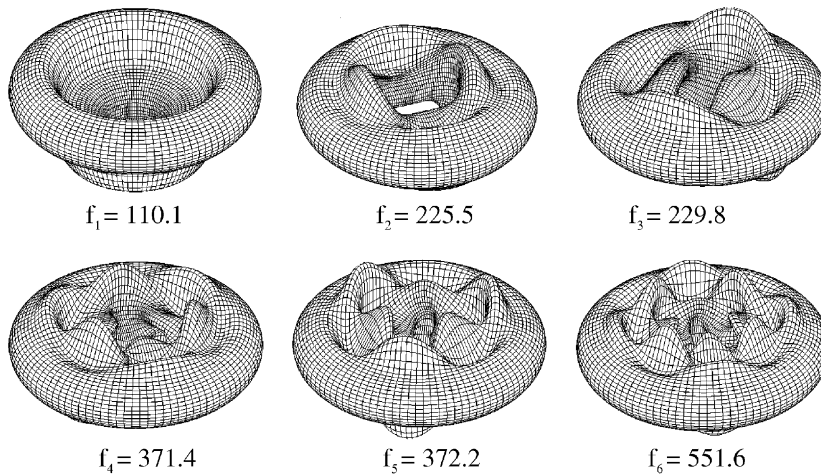 f₁ = 110.1
f₂ = 225.5
f₃ = 229.8
f₄ = 371.4
f₅ = 372.2
f₆ = 551.6